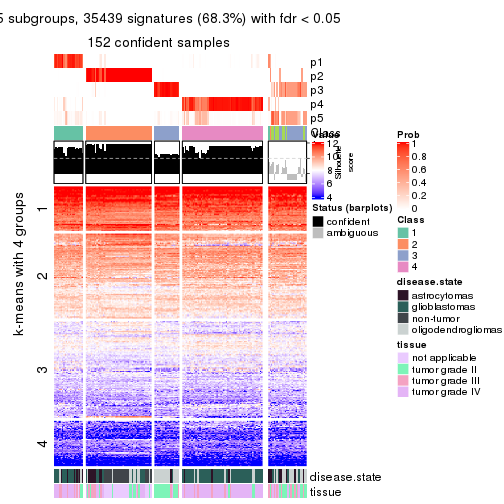 5 subgroups, 35439 signatures (68.3%) with fdr < 0.05
152 confident samples
p1
p2
p3
p4
p5
Class
k-means with 4 groups
1
2
3
4
Value
12
10
8
6
4
Silhouette
score
Status (barplots)
confident
ambiguous
Prob
1
0.8
0.6
0.4
0.2
0
Class
1
2
3
4
disease.state
astrocytomas
glioblastomas
non-tumor
oligodendrogliomas
tissue
not applicable
tumor grade II
tumor grade III
tumor grade IV
disease.state
tissue